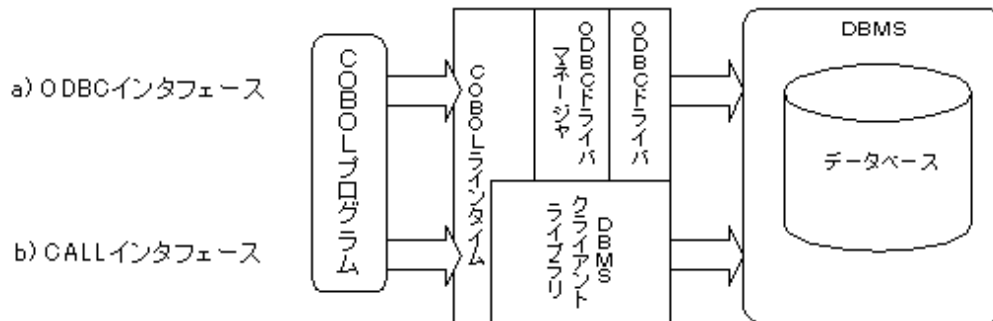 a) ODBCインタフェース
b) CALLインタフェース
COBOLプログラム
COBOLラインタイム
ODBCドライバ
マネージャ
ODBCドライバ
DBMS
クライアント
ライブラリ
DBMS
データベース